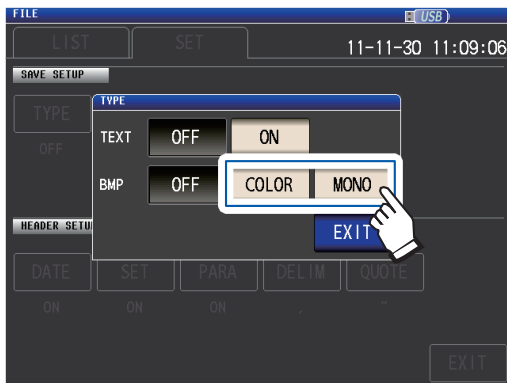 FILE USB
LIST SET 11-11-30 11:09:06
SAVE SETUP
TYPE
OFF
TYPE
TEXT OFF ON
BMP OFF COLOR MONO
EXIT
HEADER SETU
DATE SET PARA DELIM QUOTE
ON ON ON , "
EXIT